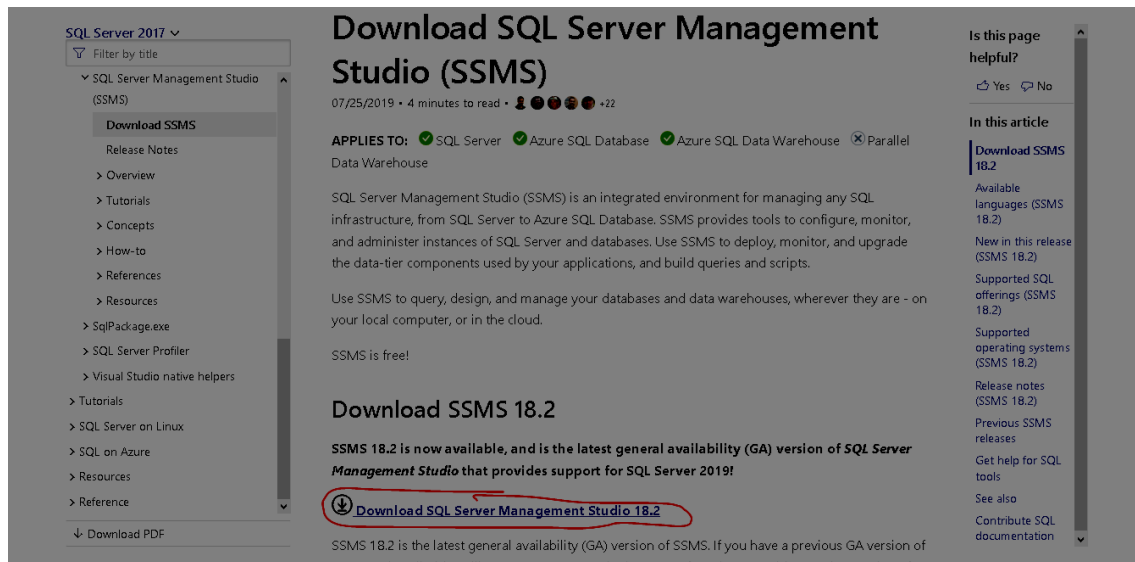 SQL Server 2017
Filter by title
SQL Server Management Studio
(SSMS)
Download SSMS
Release Notes
Overview
Tutorials
Concepts
How-to
References
Resources
SqlPackage.exe
SQL Server Profiler
Visual Studio native helpers
Tutorials
SQL Server on Linux
SQL on Azure
Resources
Reference
Download PDF
Download SQL Server Management
Studio (SSMS)
07/25/2019 • 4 minutes to read • +22
APPLIES TO: SQL Server Azure SQL Database Azure SQL Data Warehouse Parallel
Data Warehouse
SQL Server Management Studio (SSMS) is an integrated environment for managing any SQL
infrastructure, from SQL Server to Azure SQL Database. SSMS provides tools to configure, monitor,
and administer instances of SQL Server and databases. Use SSMS to deploy, monitor, and upgrade
the data-tier components used by your applications, and build queries and scripts.
Use SSMS to query, design, and manage your databases and data warehouses, wherever they are - on
your local computer, or in the cloud.
SSMS is free!
Download SSMS 18.2
SSMS 18.2 is now available, and is the latest general availability (GA) version of SQL Server
Management Studio that provides support for SQL Server 2019!
Download SQL Server Management Studio 18.2
SSMS 18.2 is the latest general availability (GA) version of SSMS. If you have a previous GA version of
Is this page
helpful?
Yes No
In this article
Download SSMS
18.2
Available
languages (SSMS
18.2)
New in this release
(SSMS 18.2)
Supported SQL
offerings (SSMS
18.2)
Supported
operating systems
(SSMS 18.2)
Release notes
(SSMS 18.2)
Previous SSMS
releases
Get help for SQL
tools
See also
Contribute SQL
documentation